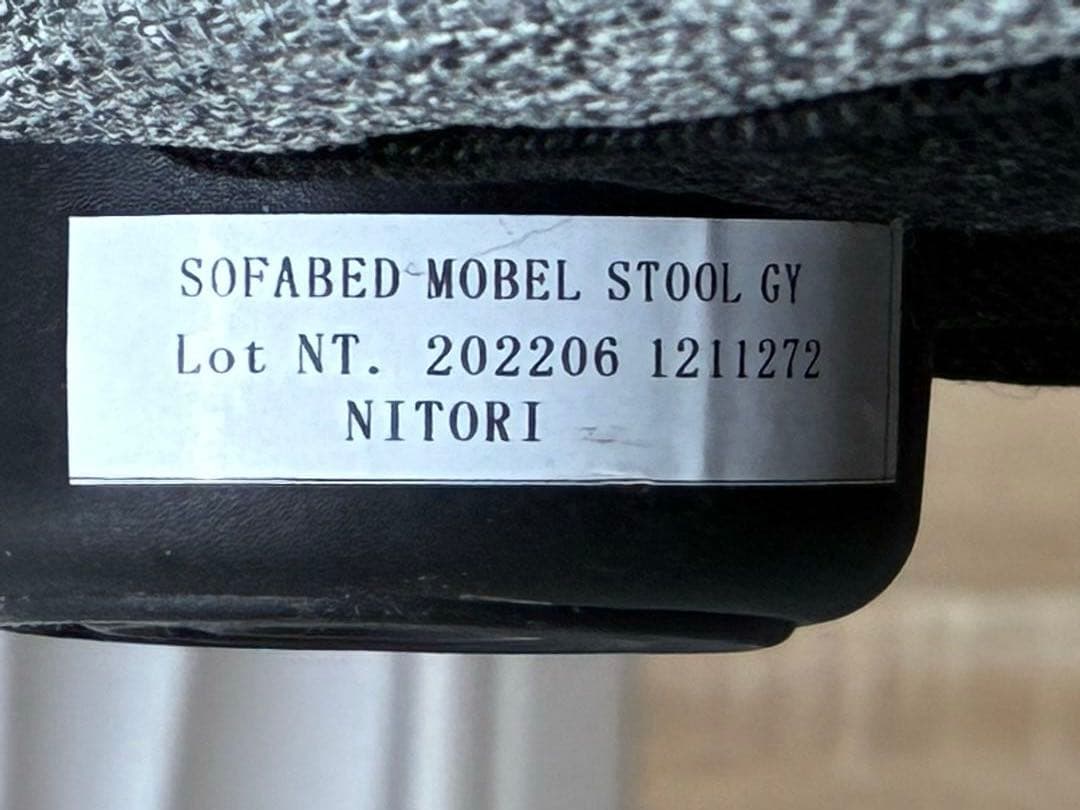 SOFABED MOBEL STOOL GY
Lot NT. 202206 1211272
NITORI